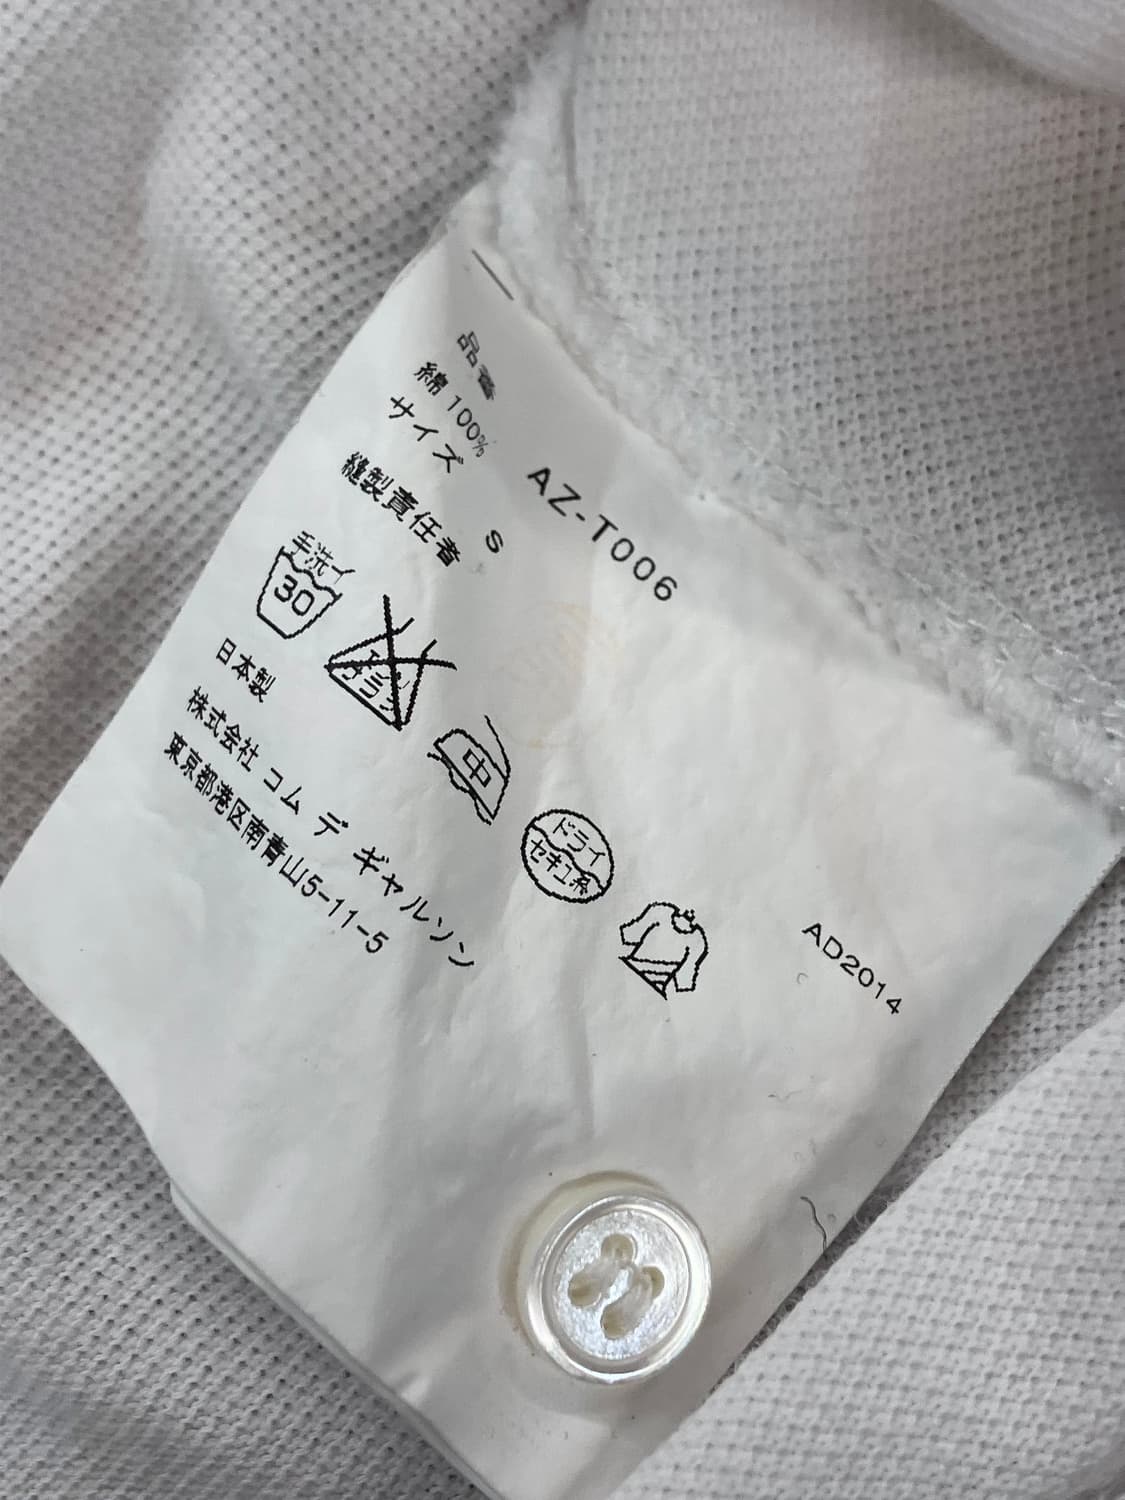 品番 AZ-T006
綿 100%
サイズ S
縫製責任者
手洗イ
30
エンソ
サラシ
中
ドライ
セキユ系
日本製
株式会社 コム デ ギャルソン
東京都港区南青山5-11-5
AD2014